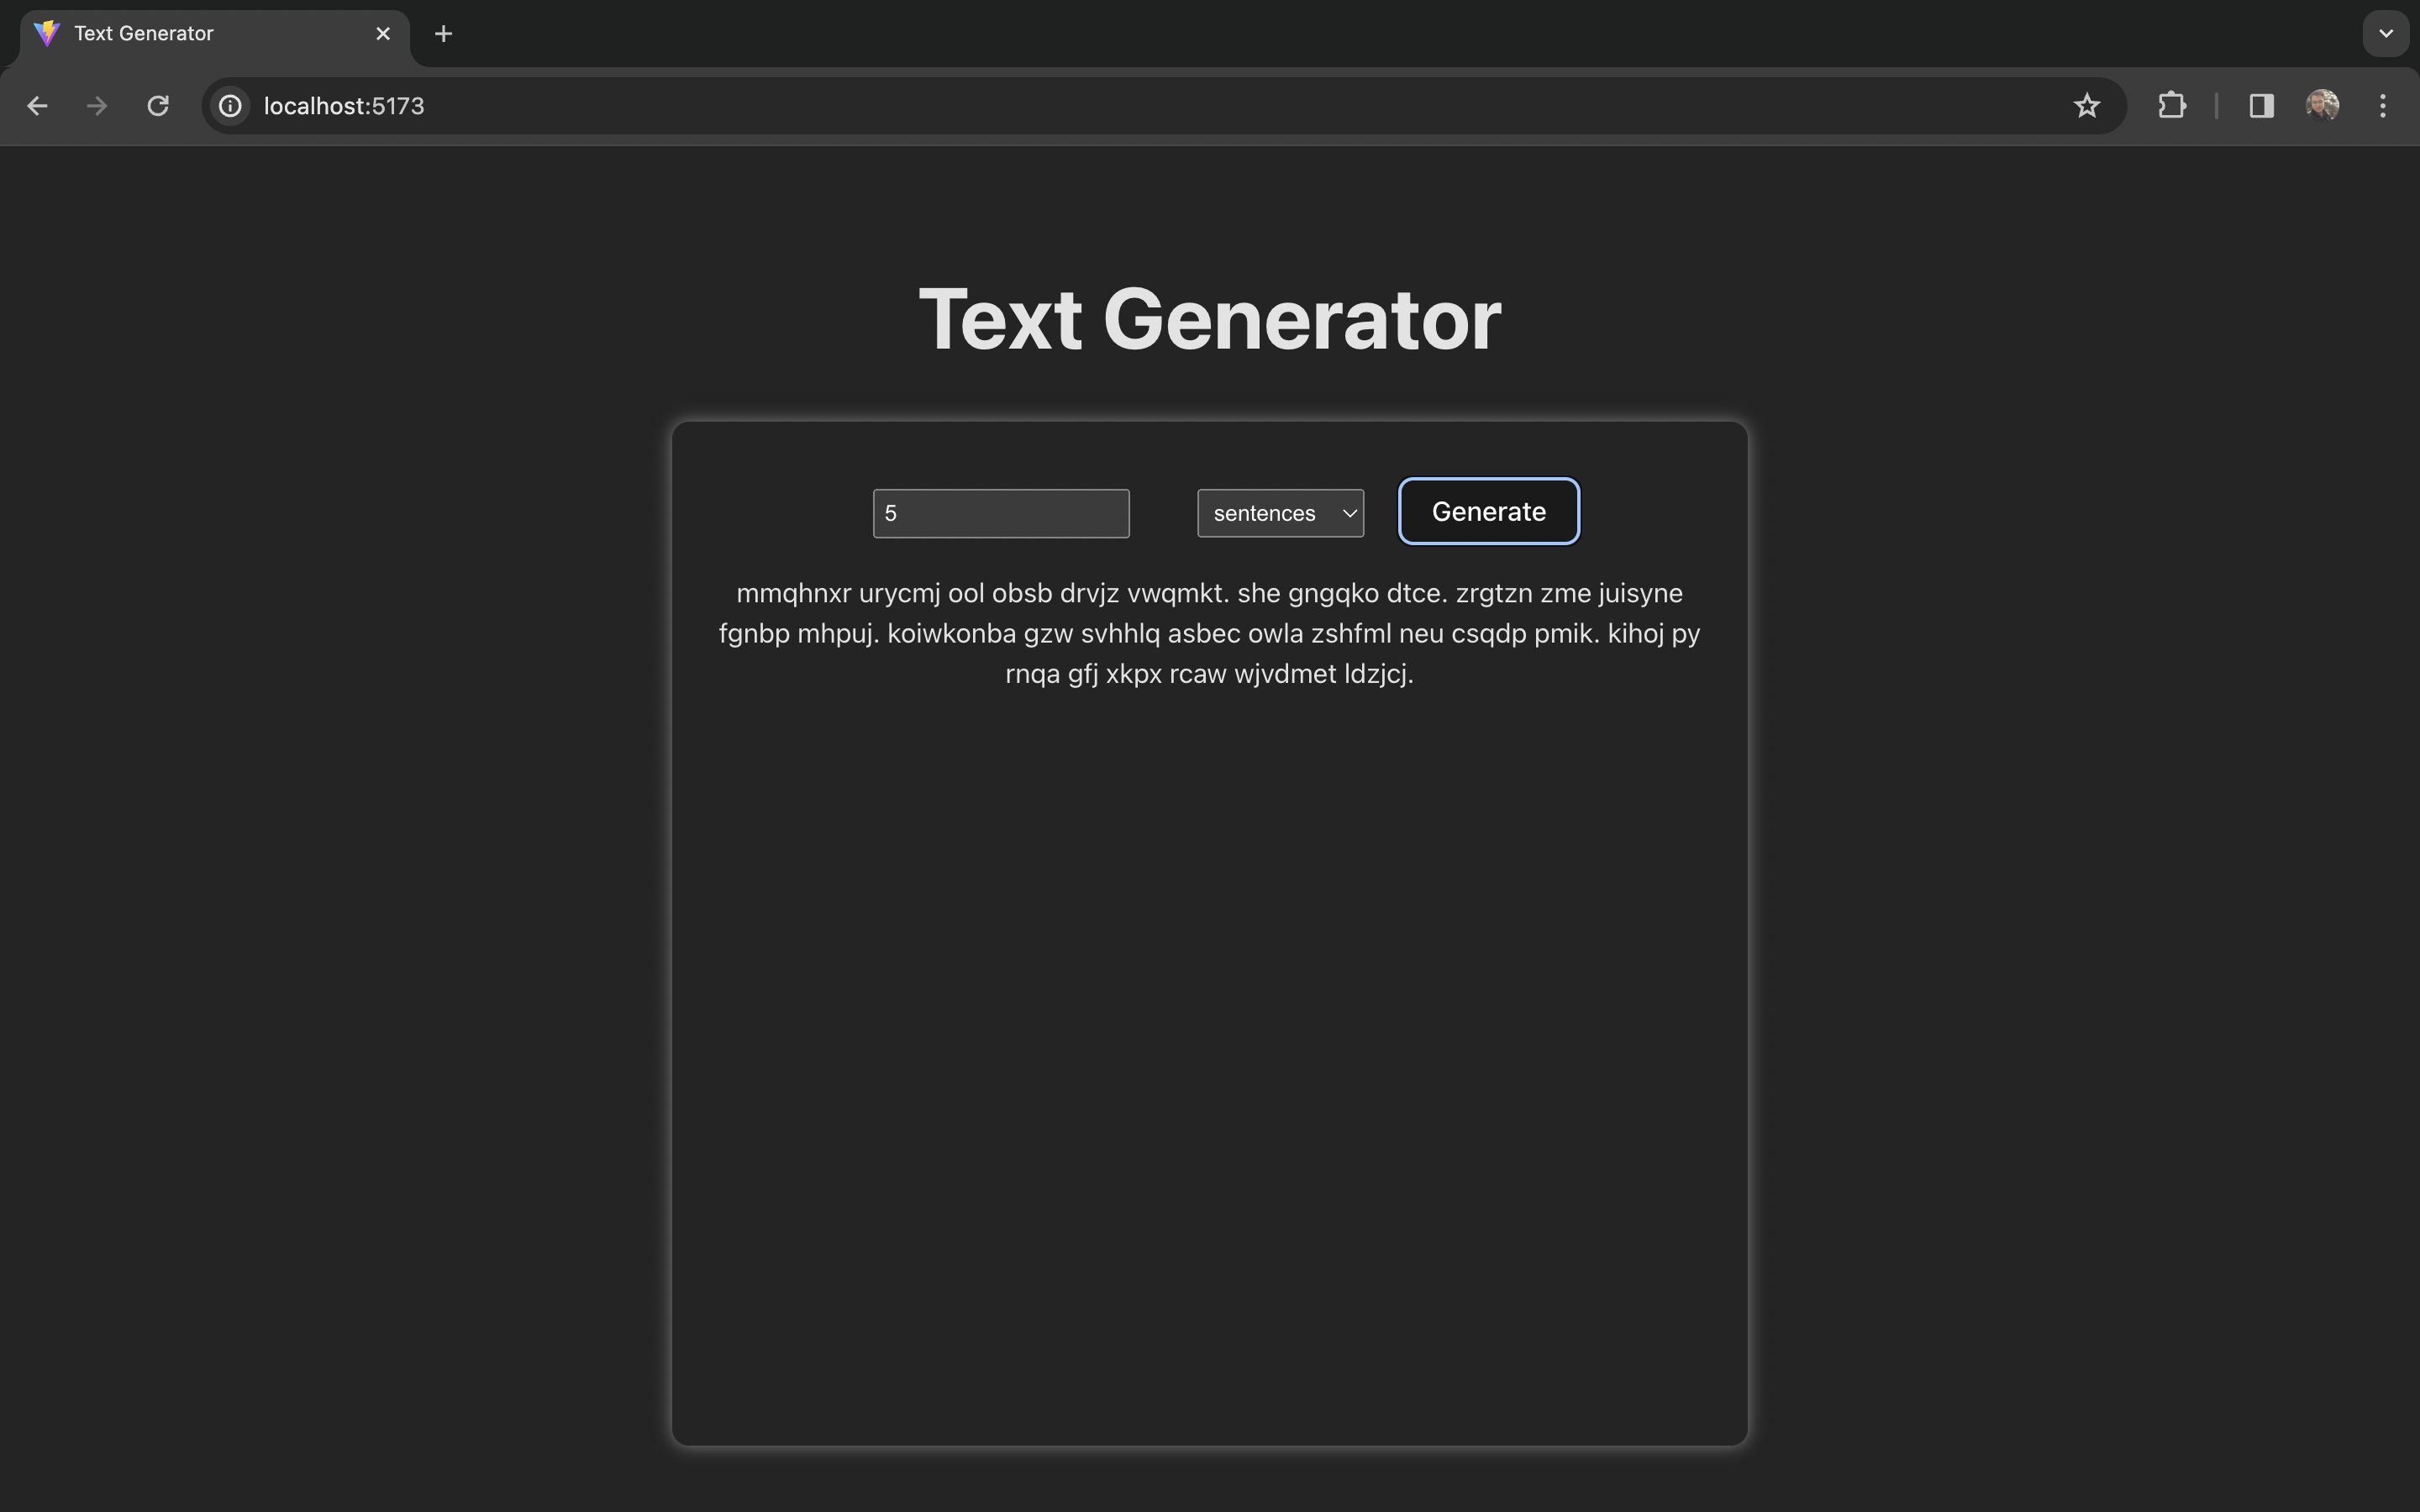 Text Generator
localhost:5173
Text Generator
5 sentences Generate
mmqhnxr urycmj ool obsb drvjz vwqmkt. she gngqko dtce. zrgtzn zme juisyne
fgnbp mhpuj. koiwkonba gzw svhhlq asbec owla zshfml neu csqdp pmik. kihoj py
rnqa gfj xkpx rcaw wjvdmet ldzjcj.